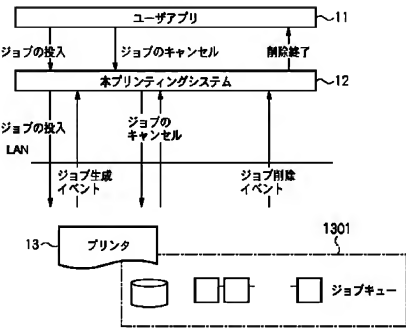 ユーザアプリ 11
ジョブの投入 ジョブのキャンセル 削除終了
本プリンティングシステム 12
ジョブの投入 ジョブの
キャンセル
LAN
ジョブ生成
イベント
ジョブ削除
イベント
1301
13 プリンタ
ジョブキュー